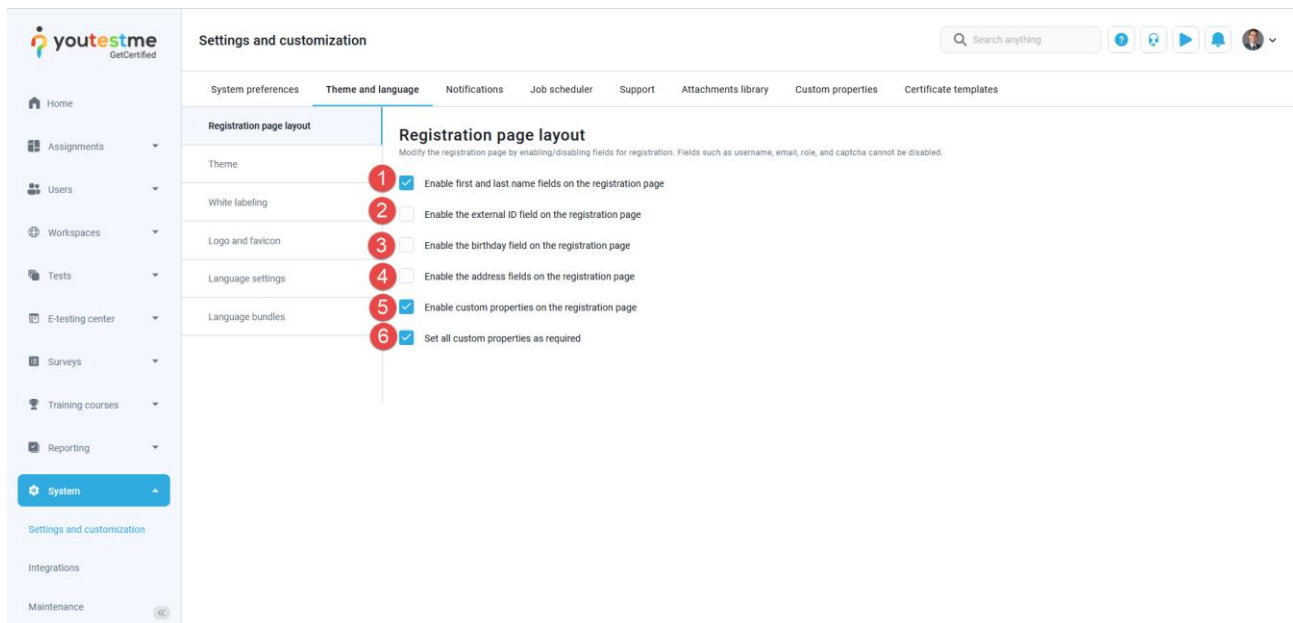 youtestme
GetCertified
Settings and customization
Search anything
Home
Assignments
Users
Workspaces
Tests
E-testing center
Surveys
Training courses
Reporting
System
Settings and customization
Integrations
Maintenance
System preferences
Theme and language
Notifications
Job scheduler
Support
Attachments library
Custom properties
Certificate templates
Registration page layout
Theme
White labeling
Logo and favicon
Language settings
Language bundles
Registration page layout
Modify the registration page by enabling/disabling fields for registration. Fields such as username, email, role, and captcha cannot be disabled.
1 Enable first and last name fields on the registration page
2 Enable the external ID field on the registration page
3 Enable the birthday field on the registration page
4 Enable the address fields on the registration page
5 Enable custom properties on the registration page
6 Set all custom properties as required